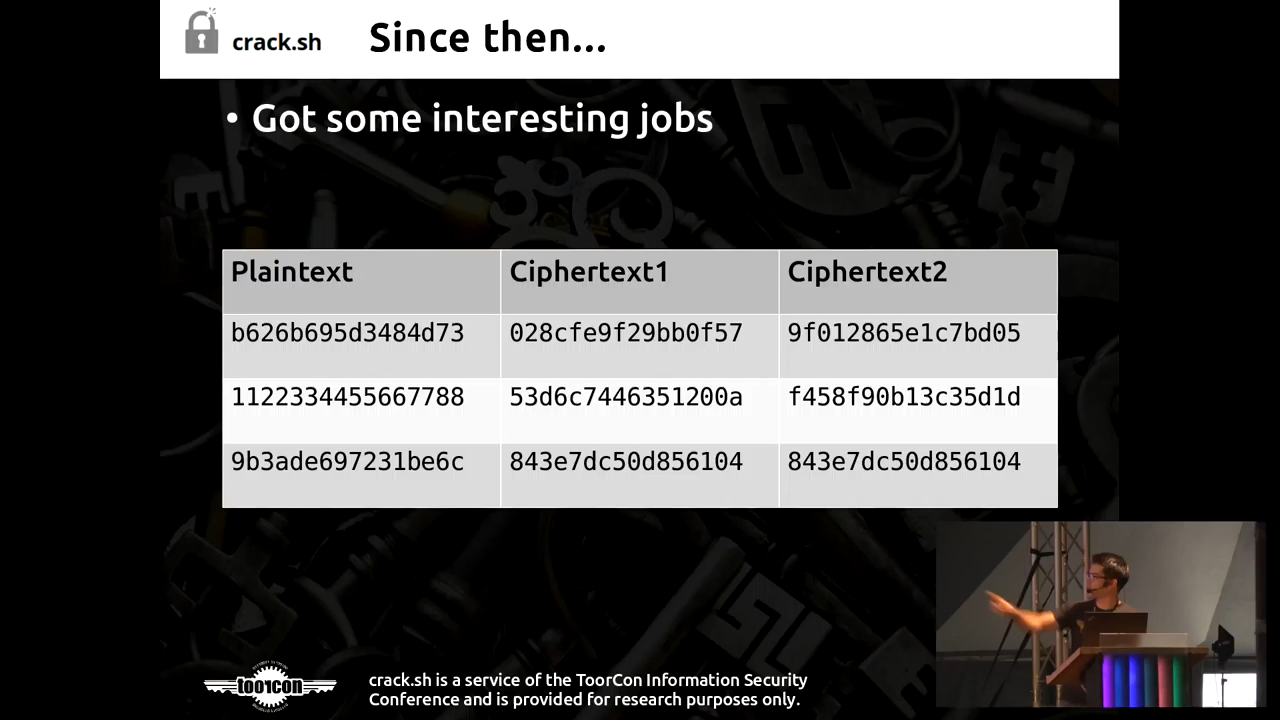 crack.sh
Since then...
• Got some interesting jobs
Plaintext Ciphertext1 Ciphertext2
b626b695d3484d73 028cfe9f29bb0f57 9f012865e1c7bd05
1122334455667788 53d6c7446351200a f458f90b13c35d1d
9b3ade697231be6c 843e7dc50d856104 843e7dc50d856104
toorcon
crack.sh is a service of the ToorCon Information Security
Conference and is provided for research purposes only.